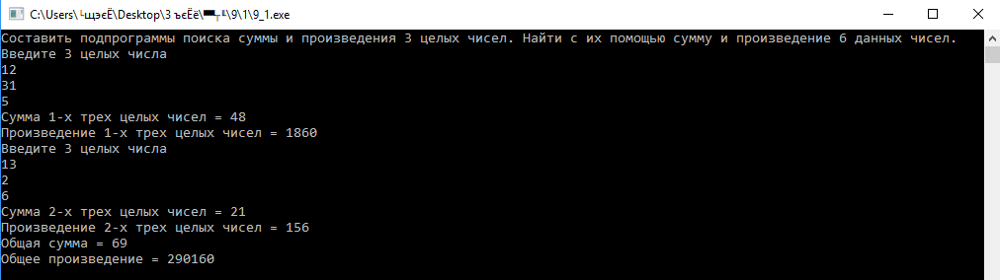 C:\Users\└щэєЁ\Desktop\3 ъєЁё\▀▀┬╙\9\1\9_1.exe
Составить подпрограммы поиска суммы и произведения 3 целых чисел. Найти с их помощью сумму и произведение 6 данных чисел.
Введите 3 целых числа
12
31
5
Сумма 1-х трех целых чисел = 48
Произведение 1-х трех целых чисел = 1860
Введите 3 целых числа
13
2
6
Сумма 2-х трех целых чисел = 21
Произведение 2-х трех целых чисел = 156
Общая сумма = 69
Общее произведение = 290160